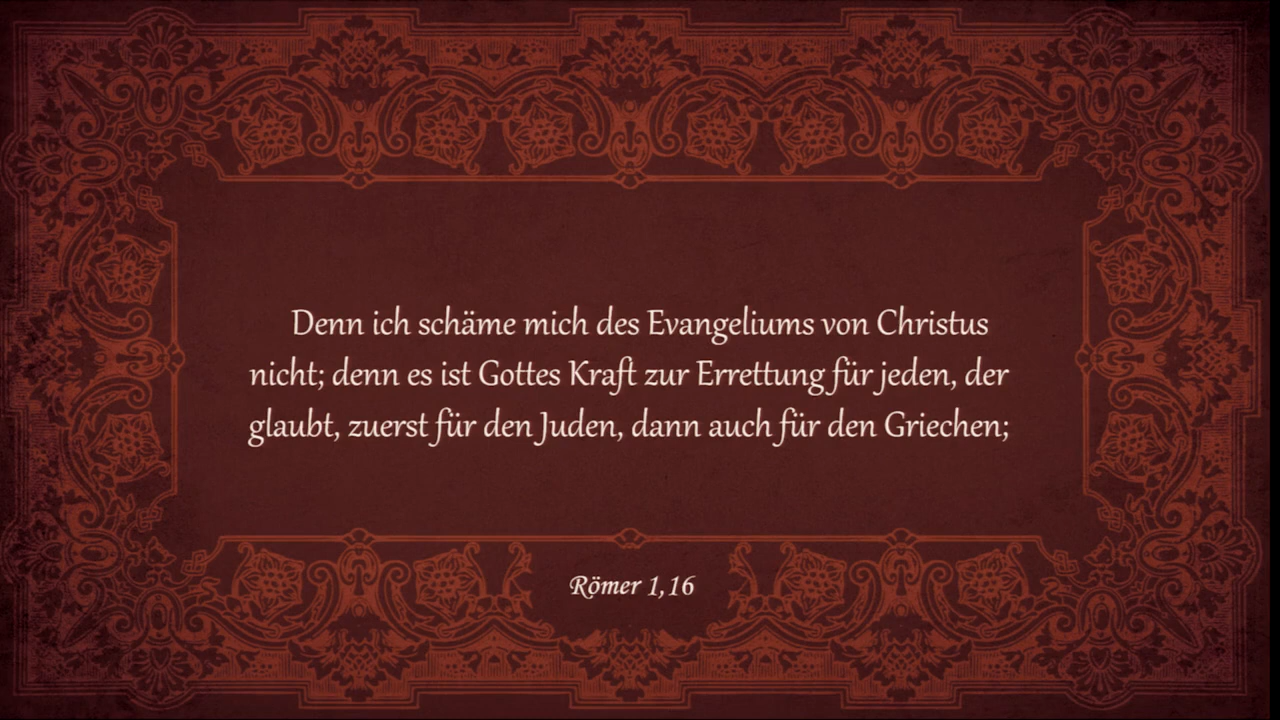 Denn ich schäme mich des Evangeliums von Christus
nicht; denn es ist Gottes Kraft zur Errettung für jeden, der
glaubt, zuerst für den Juden, dann auch für den Griechen;
Römer 1,16